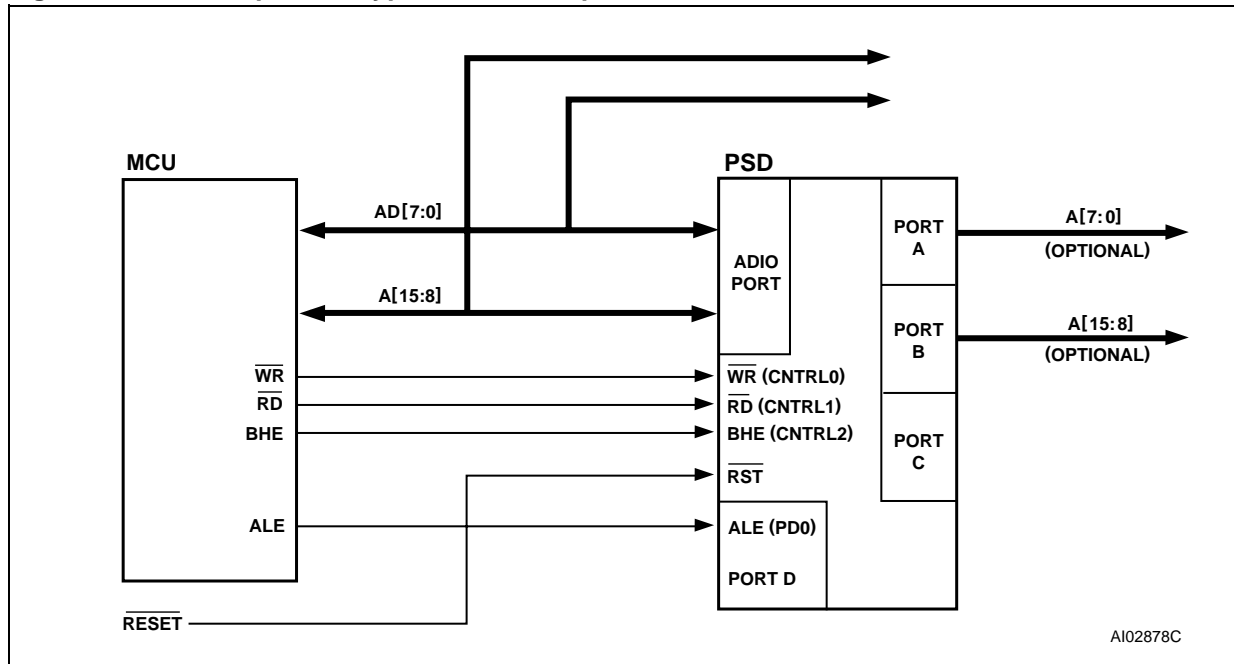 MCU
PSD
AD[7:0]
A[15:8]
ADIO
PORT
PORT
A
A[7:0]
(OPTIONAL)
PORT
B
A[15:8]
(OPTIONAL)
PORT
C
WR
RD
BHE
ALE
WR (CNTRL0)
RD (CNTRL1)
BHE (CNTRL2)
RST
ALE (PD0)
PORT D
RESET
AI02878C